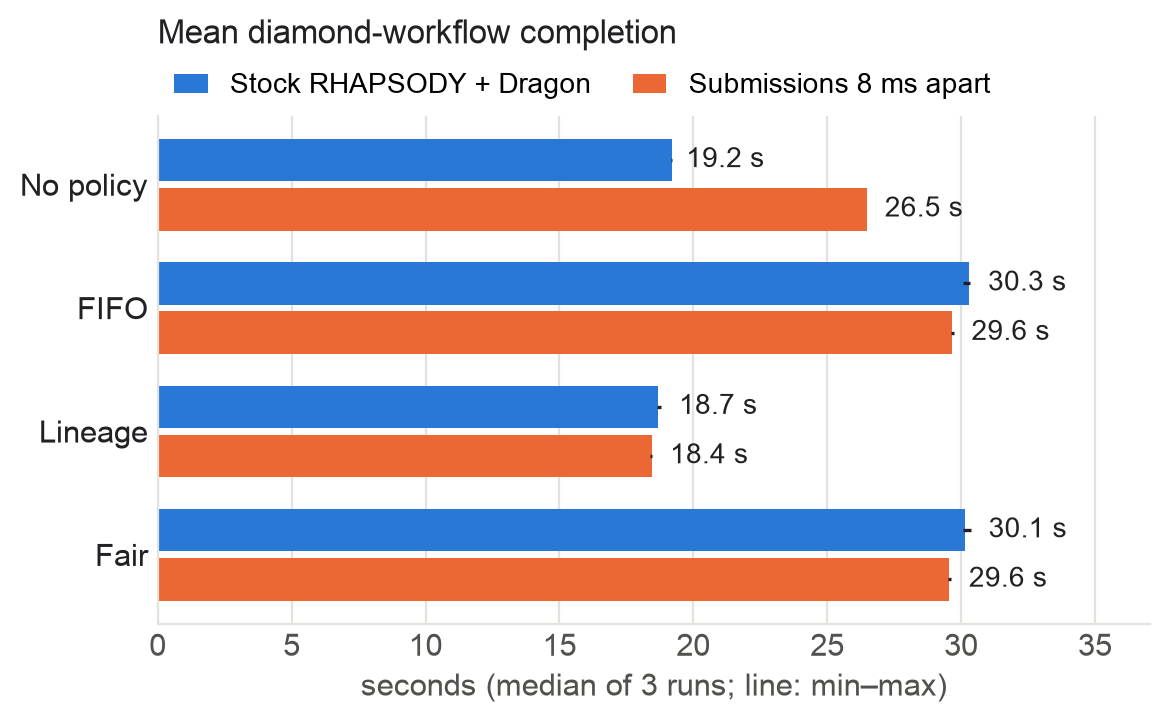 Mean diamond-workflow completion
Stock RHAPSODY + Dragon
Submissions 8 ms apart
No policy
19.2 s
26.5 s
FIFO
30.3 s
29.6 s
Lineage
18.7 s
18.4 s
Fair
30.1 s
29.6 s
0 5 10 15 20 25 30 35
seconds (median of 3 runs; line: min–max)